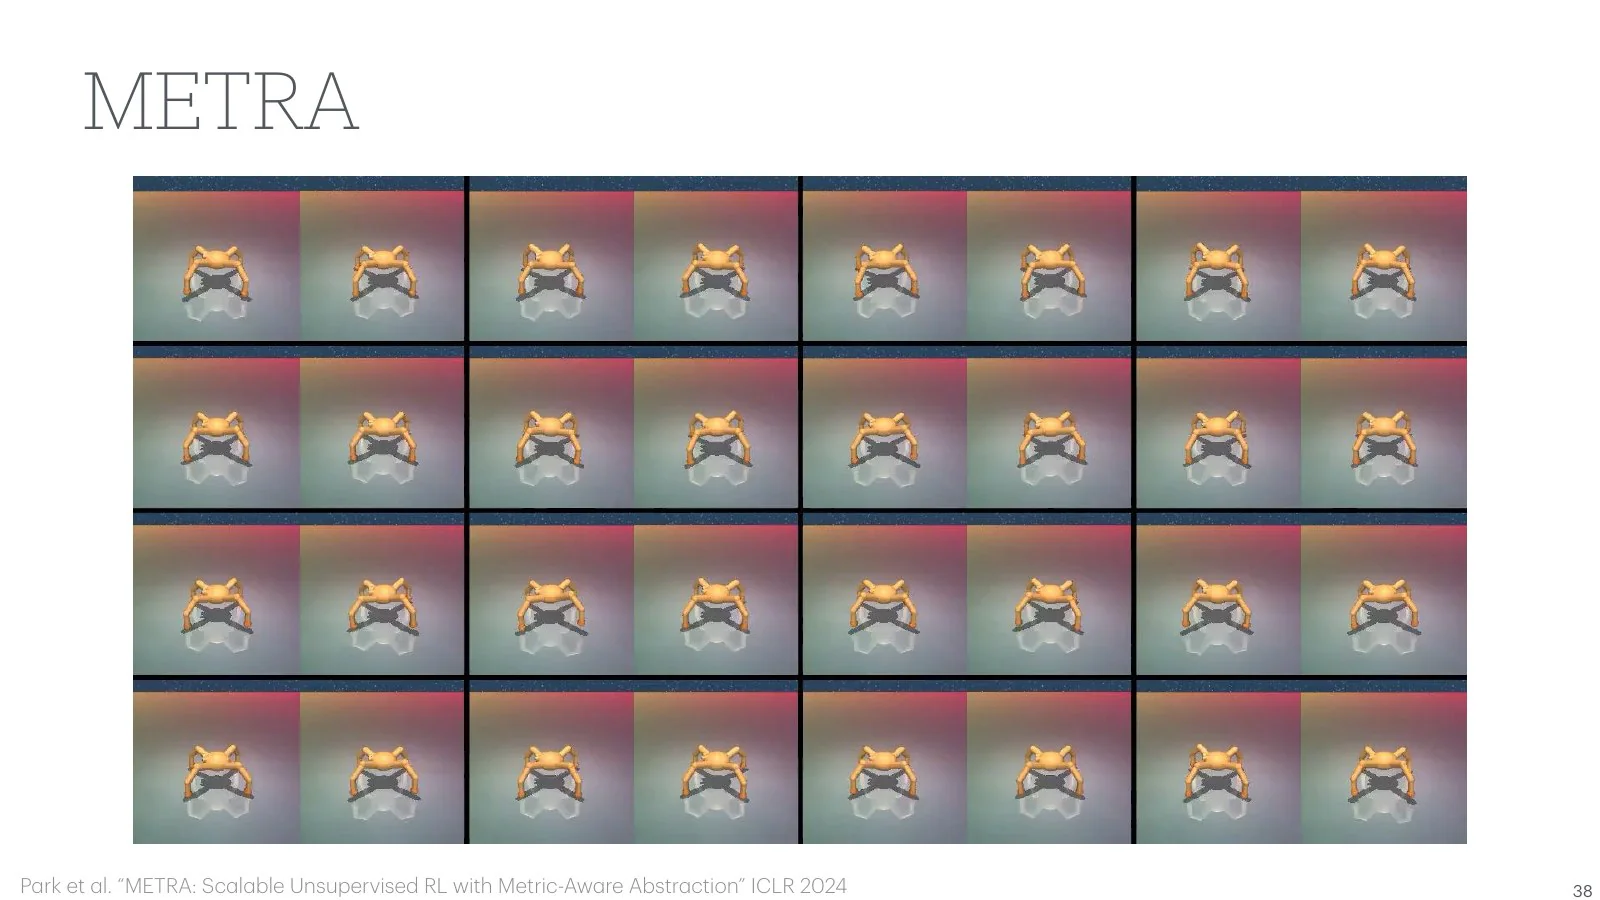 METRA
Park et al. “METRA: Scalable Unsupervised RL with Metric-Aware Abstraction” ICLR 2024
38